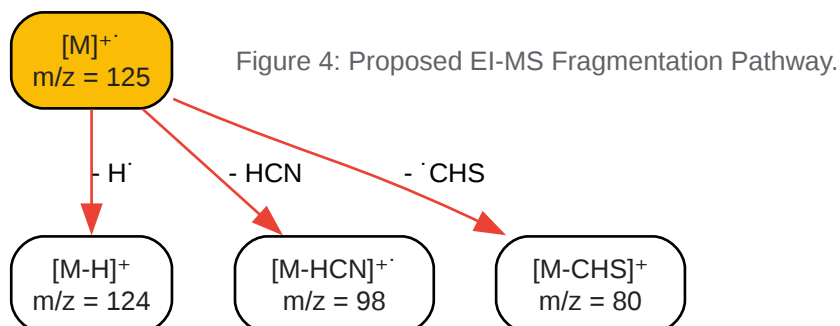 [M]⁺˙
m/z = 125
Figure 4: Proposed EI-MS Fragmentation Pathway.
- H˙
- HCN
- ˙CHS
[M-H]⁺
m/z = 124
[M-HCN]⁺˙
m/z = 98
[M-CHS]⁺
m/z = 80